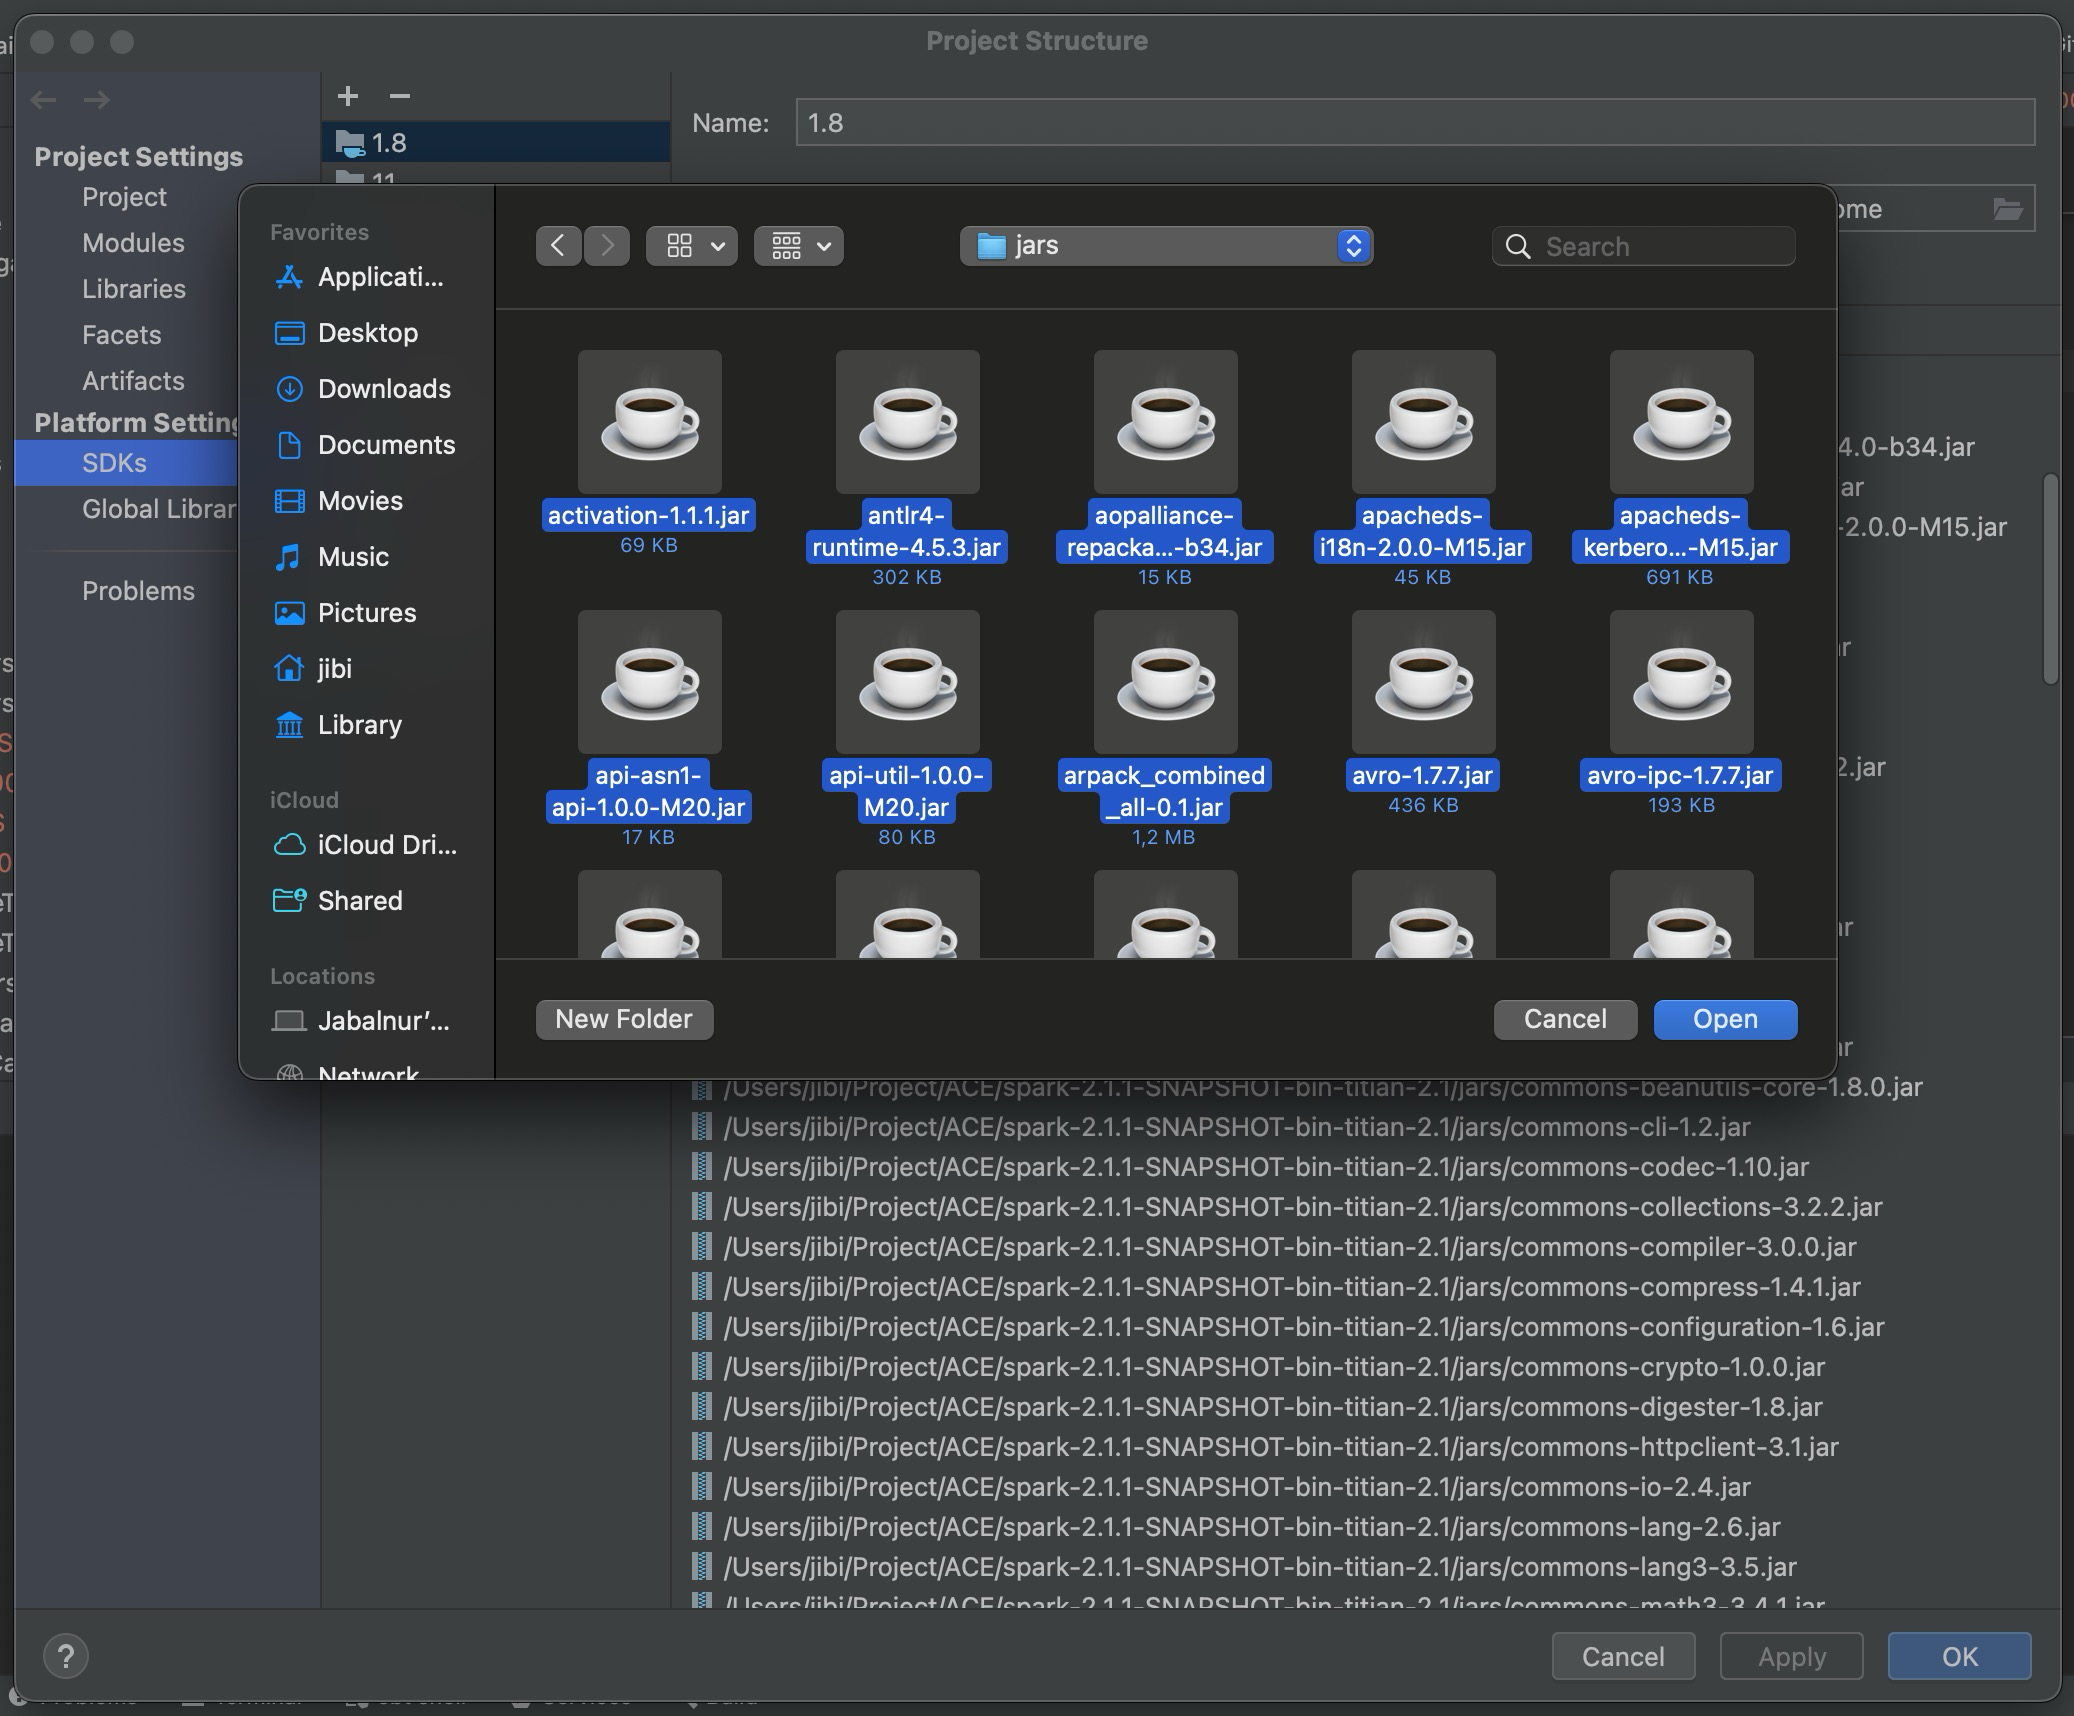 Project Structure
Name:
1.8
1.8
11
Project Settings
Project
Modules
Libraries
Facets
Artifacts
Platform Setting
SDKs
Global Librar
Problems
ome
4.0-b34.jar
ar
-2.0.0-M15.jar
2.jar
Favorites
Applicati...
Desktop
Downloads
Documents
Movies
Music
Pictures
jibi
Library
iCloud
iCloud Dri...
Shared
Locations
Jabalnur’...
Network
jars
Search
activation-1.1.1.jar
69 KB
antlr4-
runtime-4.5.3.jar
302 KB
aopalliance-
repacka...-b34.jar
15 KB
apacheds-
i18n-2.0.0-M15.jar
45 KB
apacheds-
kerbero...-M15.jar
691 KB
api-asn1-
api-1.0.0-M20.jar
17 KB
api-util-1.0.0-
M20.jar
80 KB
arpack_combined
_all-0.1.jar
1,2 MB
avro-1.7.7.jar
436 KB
avro-ipc-1.7.7.jar
193 KB
New Folder
Cancel
Open
/Users/jibi/Project/ACE/spark-2.1.1-SNAPSHOT-bin-titian-2.1/jars/commons-beanutils-core-1.8.0.jar
/Users/jibi/Project/ACE/spark-2.1.1-SNAPSHOT-bin-titian-2.1/jars/commons-cli-1.2.jar
/Users/jibi/Project/ACE/spark-2.1.1-SNAPSHOT-bin-titian-2.1/jars/commons-codec-1.10.jar
/Users/jibi/Project/ACE/spark-2.1.1-SNAPSHOT-bin-titian-2.1/jars/commons-collections-3.2.2.jar
/Users/jibi/Project/ACE/spark-2.1.1-SNAPSHOT-bin-titian-2.1/jars/commons-compiler-3.0.0.jar
/Users/jibi/Project/ACE/spark-2.1.1-SNAPSHOT-bin-titian-2.1/jars/commons-compress-1.4.1.jar
/Users/jibi/Project/ACE/spark-2.1.1-SNAPSHOT-bin-titian-2.1/jars/commons-configuration-1.6.jar
/Users/jibi/Project/ACE/spark-2.1.1-SNAPSHOT-bin-titian-2.1/jars/commons-crypto-1.0.0.jar
/Users/jibi/Project/ACE/spark-2.1.1-SNAPSHOT-bin-titian-2.1/jars/commons-digester-1.8.jar
/Users/jibi/Project/ACE/spark-2.1.1-SNAPSHOT-bin-titian-2.1/jars/commons-httpclient-3.1.jar
/Users/jibi/Project/ACE/spark-2.1.1-SNAPSHOT-bin-titian-2.1/jars/commons-io-2.4.jar
/Users/jibi/Project/ACE/spark-2.1.1-SNAPSHOT-bin-titian-2.1/jars/commons-lang-2.6.jar
/Users/jibi/Project/ACE/spark-2.1.1-SNAPSHOT-bin-titian-2.1/jars/commons-lang3-3.5.jar
/Users/jibi/Project/ACE/spark-2.1.1-SNAPSHOT-bin-titian-2.1/jars/commons-math3-3.4.1.jar
?
Cancel
Apply
OK